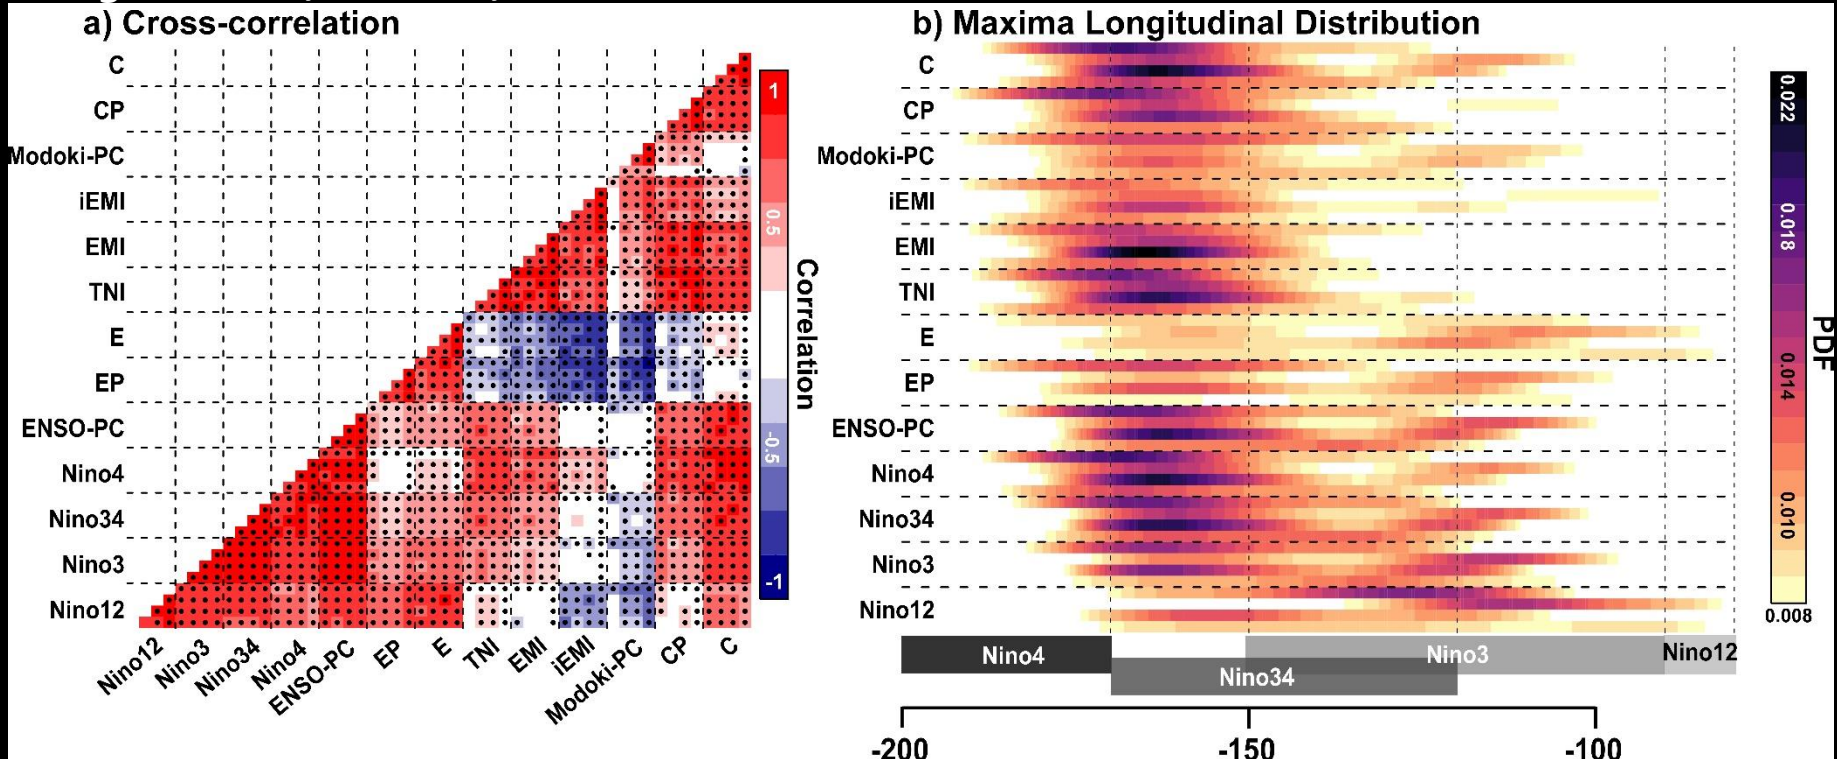 a) Cross-correlation
C
CP
Modoki-PC
iEMI
EMI
TNI
E
EP
ENSO-PC
Nino4
Nino34
Nino3
Nino12
Nino12
Nino3
Nino34
Nino4
ENSO-PC
EP
E
TNI
EMI
iEMI
Modoki-PC
CP
C
1
0.5
-0.5
-1
Correlation
b) Maxima Longitudinal Distribution
C
CP
Modoki-PC
iEMI
EMI
TNI
E
EP
ENSO-PC
Nino4
Nino34
Nino3
Nino12
Nino4
Nino3
Nino12
Nino34
-200
-150
-100
0.022
0.018
0.014
0.010
0.008
PDF